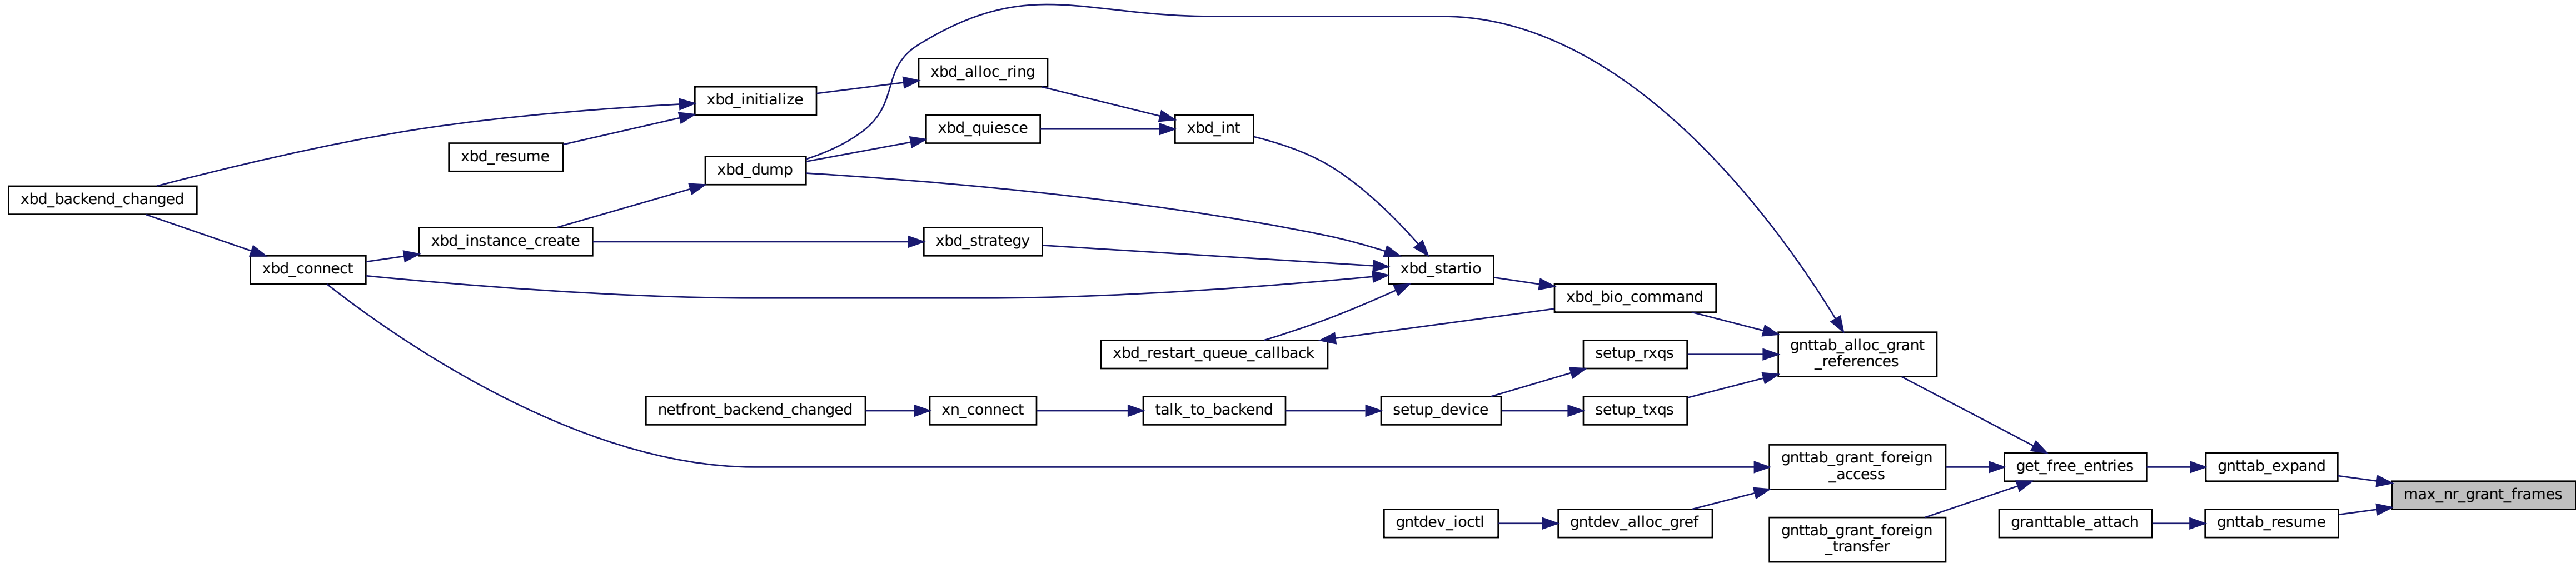 xbd_alloc_ring
xbd_initialize
xbd_quiesce
xbd_int
xbd_resume
xbd_dump
xbd_backend_changed
xbd_instance_create
xbd_strategy
xbd_connect
xbd_startio
xbd_bio_command
xbd_restart_queue_callback
setup_rxqs
gnttab_alloc_grant
_references
netfront_backend_changed
xn_connect
talk_to_backend
setup_device
setup_txqs
gnttab_grant_foreign
_access
get_free_entries
gnttab_expand
max_nr_grant_frames
gntdev_ioctl
gntdev_alloc_gref
gnttab_grant_foreign
_transfer
granttable_attach
gnttab_resume